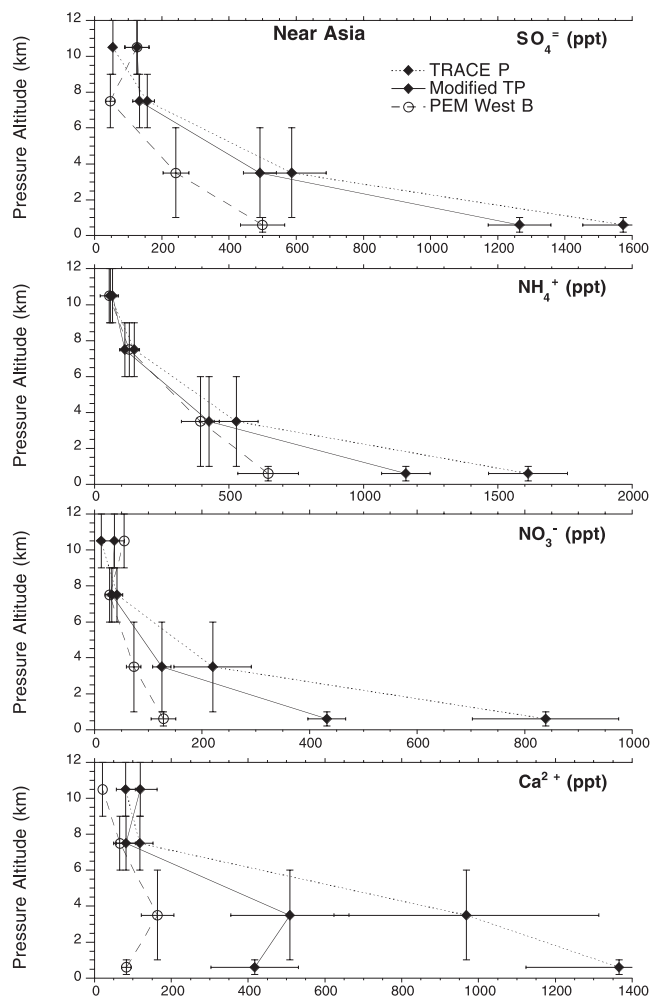 Near Asia
SO4= (ppt)
TRACE P
Modified TP
PEM West B
Pressure Altitude (km)
12
10
8
6
4
2
0
0 200 400 600 800 1000 1200 1400 1600
NH4+ (ppt)
Pressure Altitude (km)
12
10
8
6
4
2
0
0 500 1000 1500 2000
NO3- (ppt)
Pressure Altitude (km)
12
10
8
6
4
2
0
0 200 400 600 800 1000
Ca2+ (ppt)
Pressure Altitude (km)
12
10
8
6
4
2
0
0 200 400 600 800 1000 1200 1400